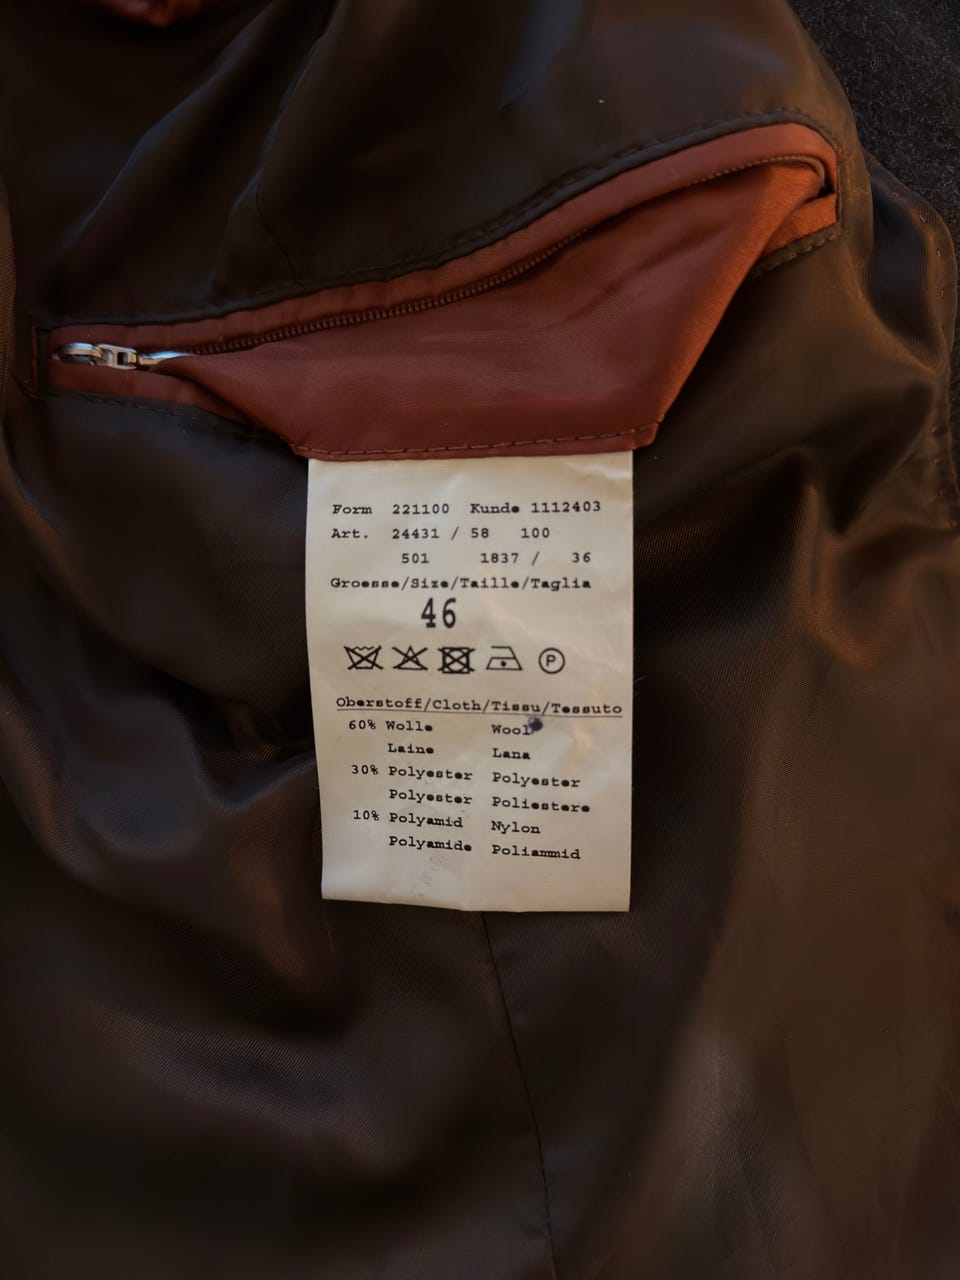 Form 221100 Kunde 1112403
Art. 24431 / 58 100
501 1837 / 36
Groesse/Size/Taille/Taglia
46
P
Oberstoff/Cloth/Tissu/Tessuto
60% Wolle Wool
Laine Lana
30% Polyester Polyester
Polyester Poliestere
10% Polyamid Nylon
Polyamide Poliammid